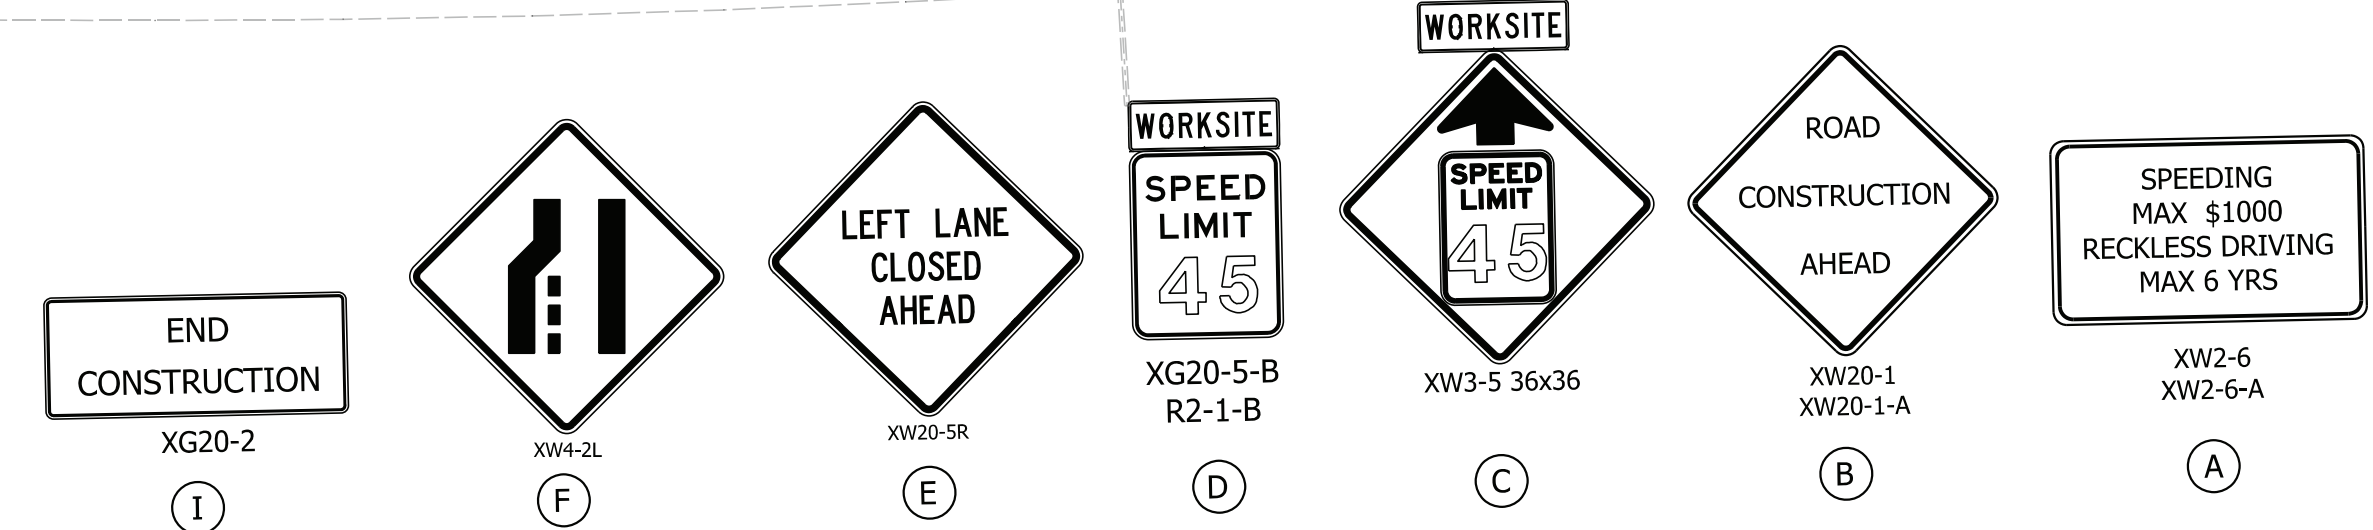 END
CONSTRUCTION
XG20-2
I
XW4-2L
F
LEFT LANE
CLOSED
AHEAD
XW20-5R
E
WORKSITE
SPEED
LIMIT
45
XG20-5-B
R2-1-B
D
WORKSITE
SPEED
LIMIT
45
XW3-5 36x36
C
ROAD
CONSTRUCTION
AHEAD
XW20-1
XW20-1-A
B
SPEEDING
MAX $1000
RECKLESS DRIVING
MAX 6 YRS
XW2-6
XW2-6-A
A